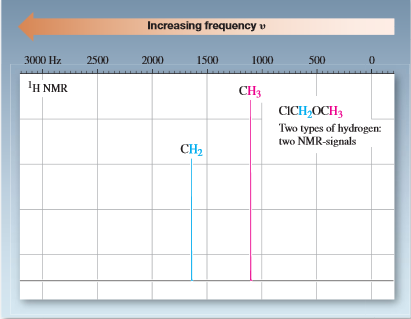 Increasing frequency ν
3000 Hz 2500 2000 1500 1000 500 0
¹H NMR
CH₃
ClCH₂OCH₃
Two types of hydrogen:
two NMR-signals
CH₂